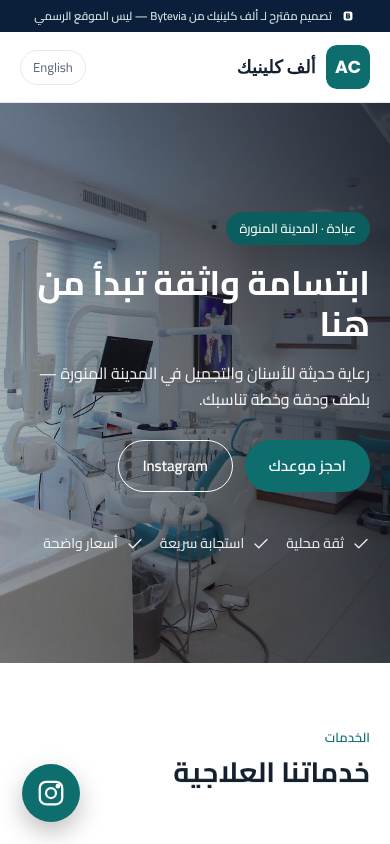 تصميم مقترح لـ ألف كلينيك من Bytevia — ليس الموقع الرسمي
AC
ألف كلينيك
English
عيادة · المدينة المنورة
ابتسامة واثقة تبدأ من
هنا
رعاية حديثة للأسنان والتجميل في المدينة المنورة —
بلطف ودقة وخطة تناسبك.
احجز موعدك
Instagram
ثقة محلية
استجابة سريعة
أسعار واضحة
الخدمات
خدماتنا العلاجية